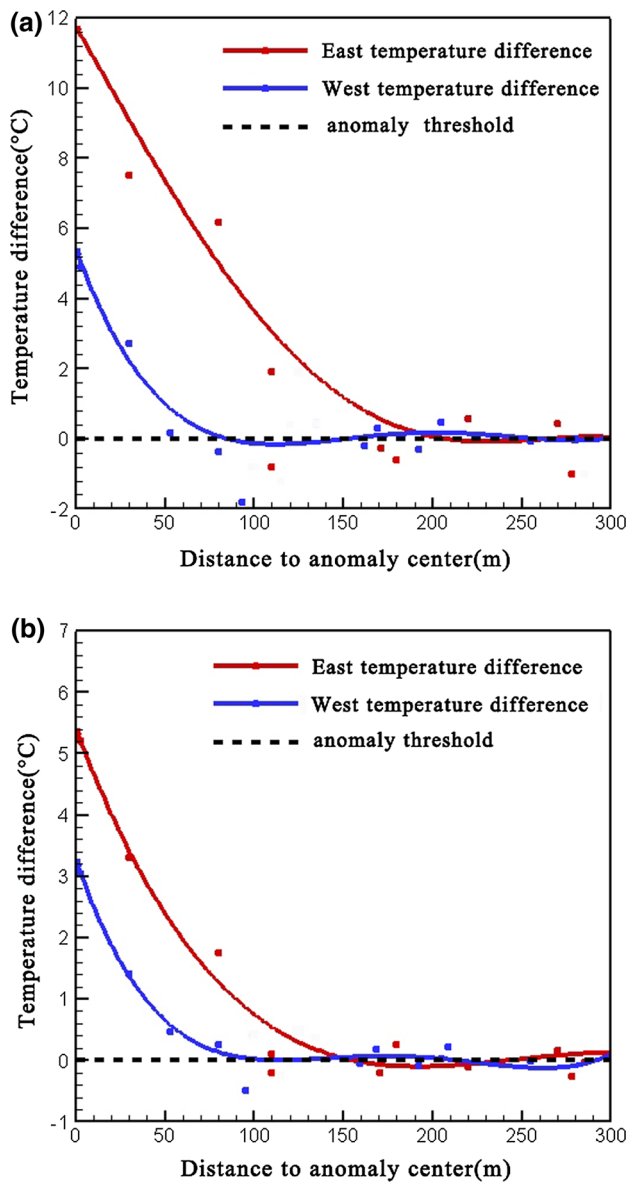 (a)
12
10
8
6
4
2
0
-2
Temperature difference(°C)
East temperature difference
West temperature difference
anomaly threshold
0 50 100 150 200 250 300
Distance to anomaly center(m)
(b)
7
6
5
4
3
2
1
0
-1
Temperature difference(°C)
East temperature difference
West temperature difference
anomaly threshold
0 50 100 150 200 250 300
Distance to anomaly center(m)